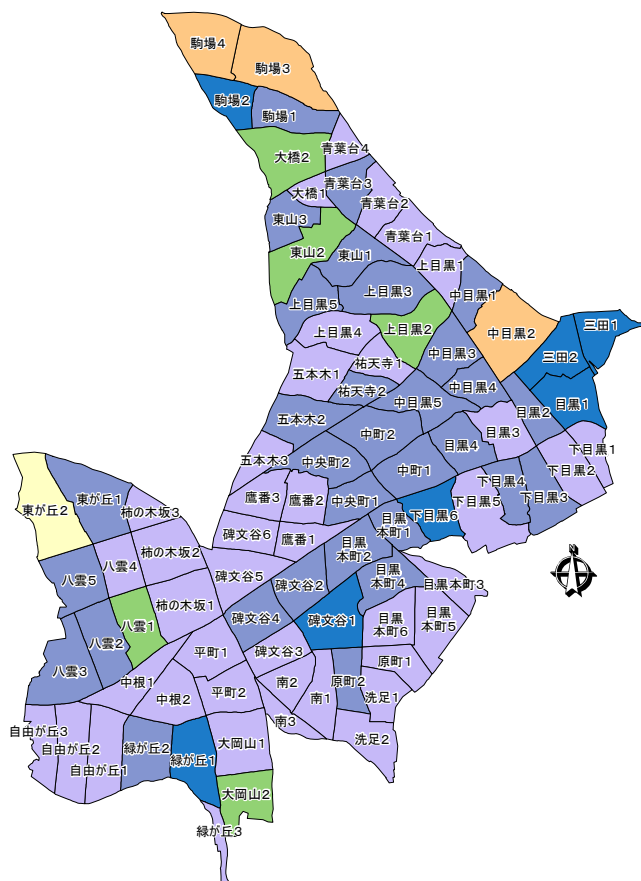 駒場4
駒場3
駒場2
駒場1
青葉台4
大橋2
青葉台3
大橋1
青葉台2
東山3
青葉台1
東山2
東山1
上目黒1
上目黒3
中目黒1
上目黒5
三田1
上目黒4
上目黒2
中目黒2
中目黒3
三田2
祐天寺1
五本木1
祐天寺2
中目黒4
中目黒5
目黒1
目黒2
五本木2
中町2
目黒3
目黒4
下目黒1
五本木3
中央町2
中町1
下目黒2
下目黒4
東が丘1
鷹番3
鷹番2
中央町1
下目黒5
下目黒3
東が丘2
柿の木坂3
下目黒6
目黒
本町1
碑文谷6
鷹番1
目黒
本町2
柿の木坂2
八雲4
碑文谷5
目黒
本町4
八雲5
碑文谷2
目黒本町3
柿の木坂1
碑文谷4
碑文谷1
目黒
本町6
目黒
本町5
八雲1
八雲2
平町1
碑文谷3
原町1
八雲3
中根1
南2
原町2
平町2
中根2
南1
洗足1
南3
自由が丘3
自由が丘2
緑が丘2
大岡山1
洗足2
緑が丘1
自由が丘1
大岡山2
緑が丘3